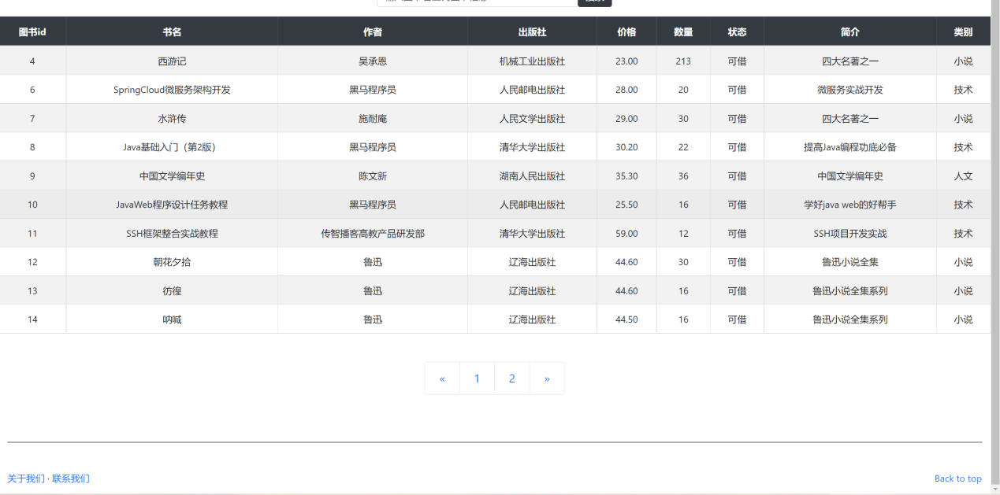 图书id 书名 作者 出版社 价格 数量 状态 简介 类别
4 西游记 吴承恩 机械工业出版社 23.00 213 可借 四大名著之一 小说
6 SpringCloud微服务架构开发 黑马程序员 人民邮电出版社 28.00 20 可借 微服务实战开发 技术
7 水浒传 施耐庵 人民文学出版社 29.00 30 可借 四大名著之一 小说
8 Java基础入门（第2版） 黑马程序员 清华大学出版社 30.20 22 可借 提高Java编程功底必备 技术
9 中国文学编年史 陈文新 湖南人民出版社 35.30 36 可借 中国文学编年史 人文
10 JavaWeb程序设计任务教程 黑马程序员 人民邮电出版社 25.50 16 可借 学好java web的好帮手 技术
11 SSH框架整合实战教程 传智播客高教产品研发部 清华大学出版社 59.00 12 可借 SSH项目开发实战 技术
12 朝花夕拾 鲁迅 辽海出版社 44.60 30 可借 鲁迅小说全集 小说
13 彷徨 鲁迅 辽海出版社 44.60 16 可借 鲁迅小说全集系列 小说
14 呐喊 鲁迅 辽海出版社 44.50 16 可借 鲁迅小说全集系列 小说
« 1 2 »
关于我们 · 联系我们 Back to top